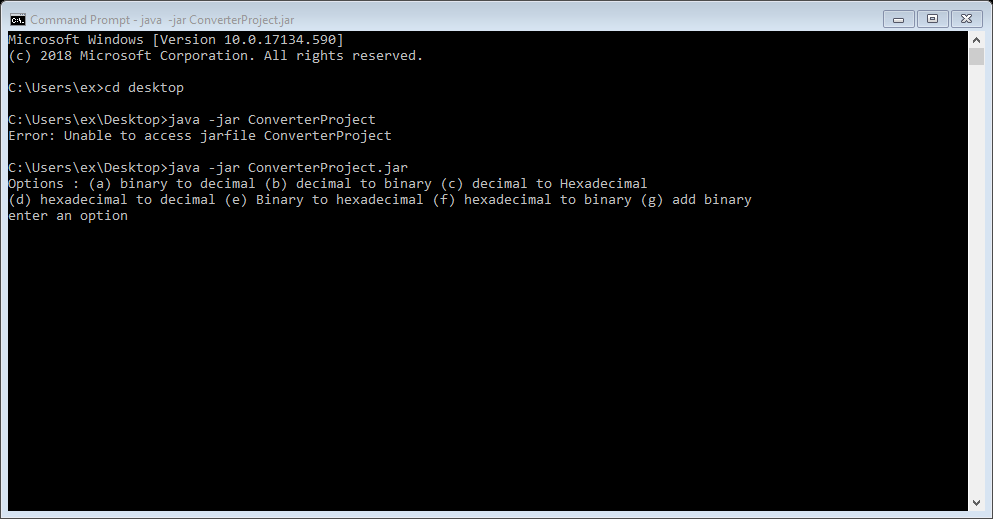 Command Prompt - java  -jar ConverterProject.jar
Microsoft Windows [Version 10.0.17134.590]
(c) 2018 Microsoft Corporation. All rights reserved.
C:\Users\ex>cd desktop
C:\Users\ex\Desktop>java -jar ConverterProject
Error: Unable to access jarfile ConverterProject
C:\Users\ex\Desktop>java -jar ConverterProject.jar
Options : (a) binary to decimal (b) decimal to binary (c) decimal to Hexadecimal
(d) hexadecimal to decimal (e) Binary to hexadecimal (f) hexadecimal to binary (g) add binary
enter an option